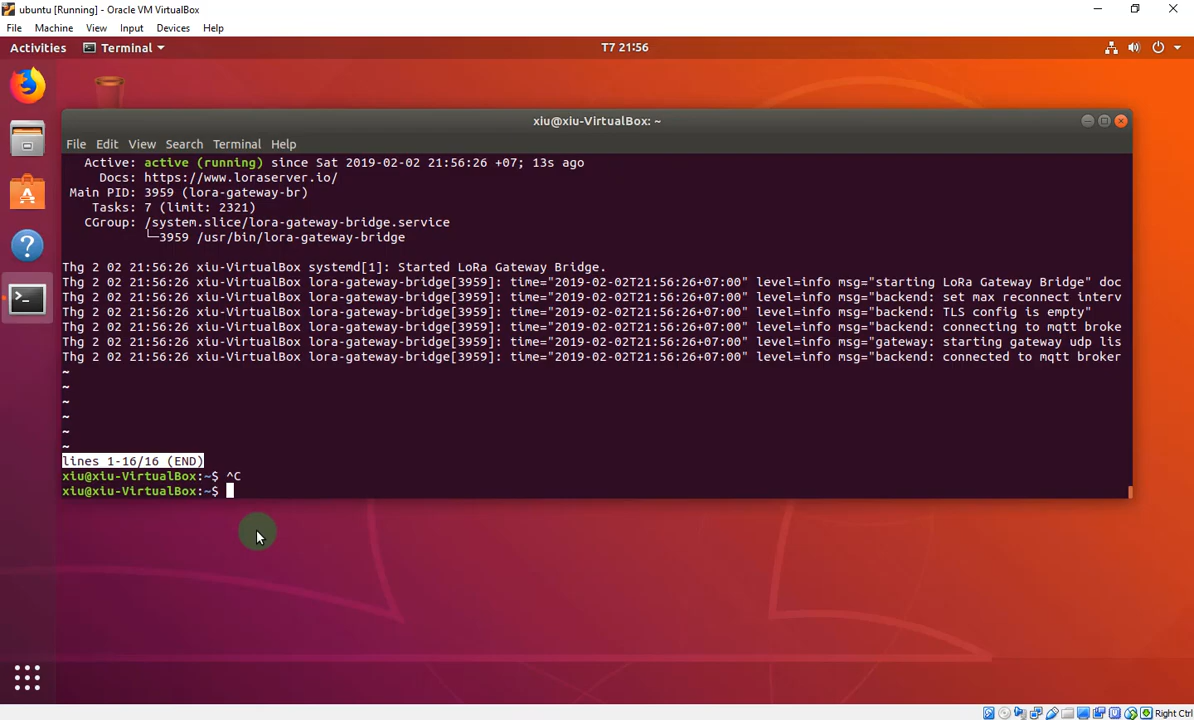 ubuntu [Running] - Oracle VM VirtualBox
File Machine View Input Devices Help
Activities Terminal T7 21:56
xiu@xiu-VirtualBox: ~
File Edit View Search Terminal Help
Active: active (running) since Sat 2019-02-02 21:56:26 +07; 13s ago
Docs: https://www.loraserver.io/
Main PID: 3959 (lora-gateway-br)
Tasks: 7 (limit: 2321)
CGroup: /system.slice/lora-gateway-bridge.service
└─3959 /usr/bin/lora-gateway-bridge
Thg 2 02 21:56:26 xiu-VirtualBox systemd[1]: Started LoRa Gateway Bridge.
Thg 2 02 21:56:26 xiu-VirtualBox lora-gateway-bridge[3959]: time="2019-02-02T21:56:26+07:00" level=info msg="starting LoRa Gateway Bridge" doc
Thg 2 02 21:56:26 xiu-VirtualBox lora-gateway-bridge[3959]: time="2019-02-02T21:56:26+07:00" level=info msg="backend: set max reconnect interv
Thg 2 02 21:56:26 xiu-VirtualBox lora-gateway-bridge[3959]: time="2019-02-02T21:56:26+07:00" level=info msg="backend: TLS config is empty"
Thg 2 02 21:56:26 xiu-VirtualBox lora-gateway-bridge[3959]: time="2019-02-02T21:56:26+07:00" level=info msg="backend: connecting to mqtt broke
Thg 2 02 21:56:26 xiu-VirtualBox lora-gateway-bridge[3959]: time="2019-02-02T21:56:26+07:00" level=info msg="gateway: starting gateway udp lis
Thg 2 02 21:56:26 xiu-VirtualBox lora-gateway-bridge[3959]: time="2019-02-02T21:56:26+07:00" level=info msg="backend: connected to mqtt broker
~
~
~
~
~
~
lines 1-16/16 (END)
xiu@xiu-VirtualBox:~$ ^C
xiu@xiu-VirtualBox:~$
Right Ctrl